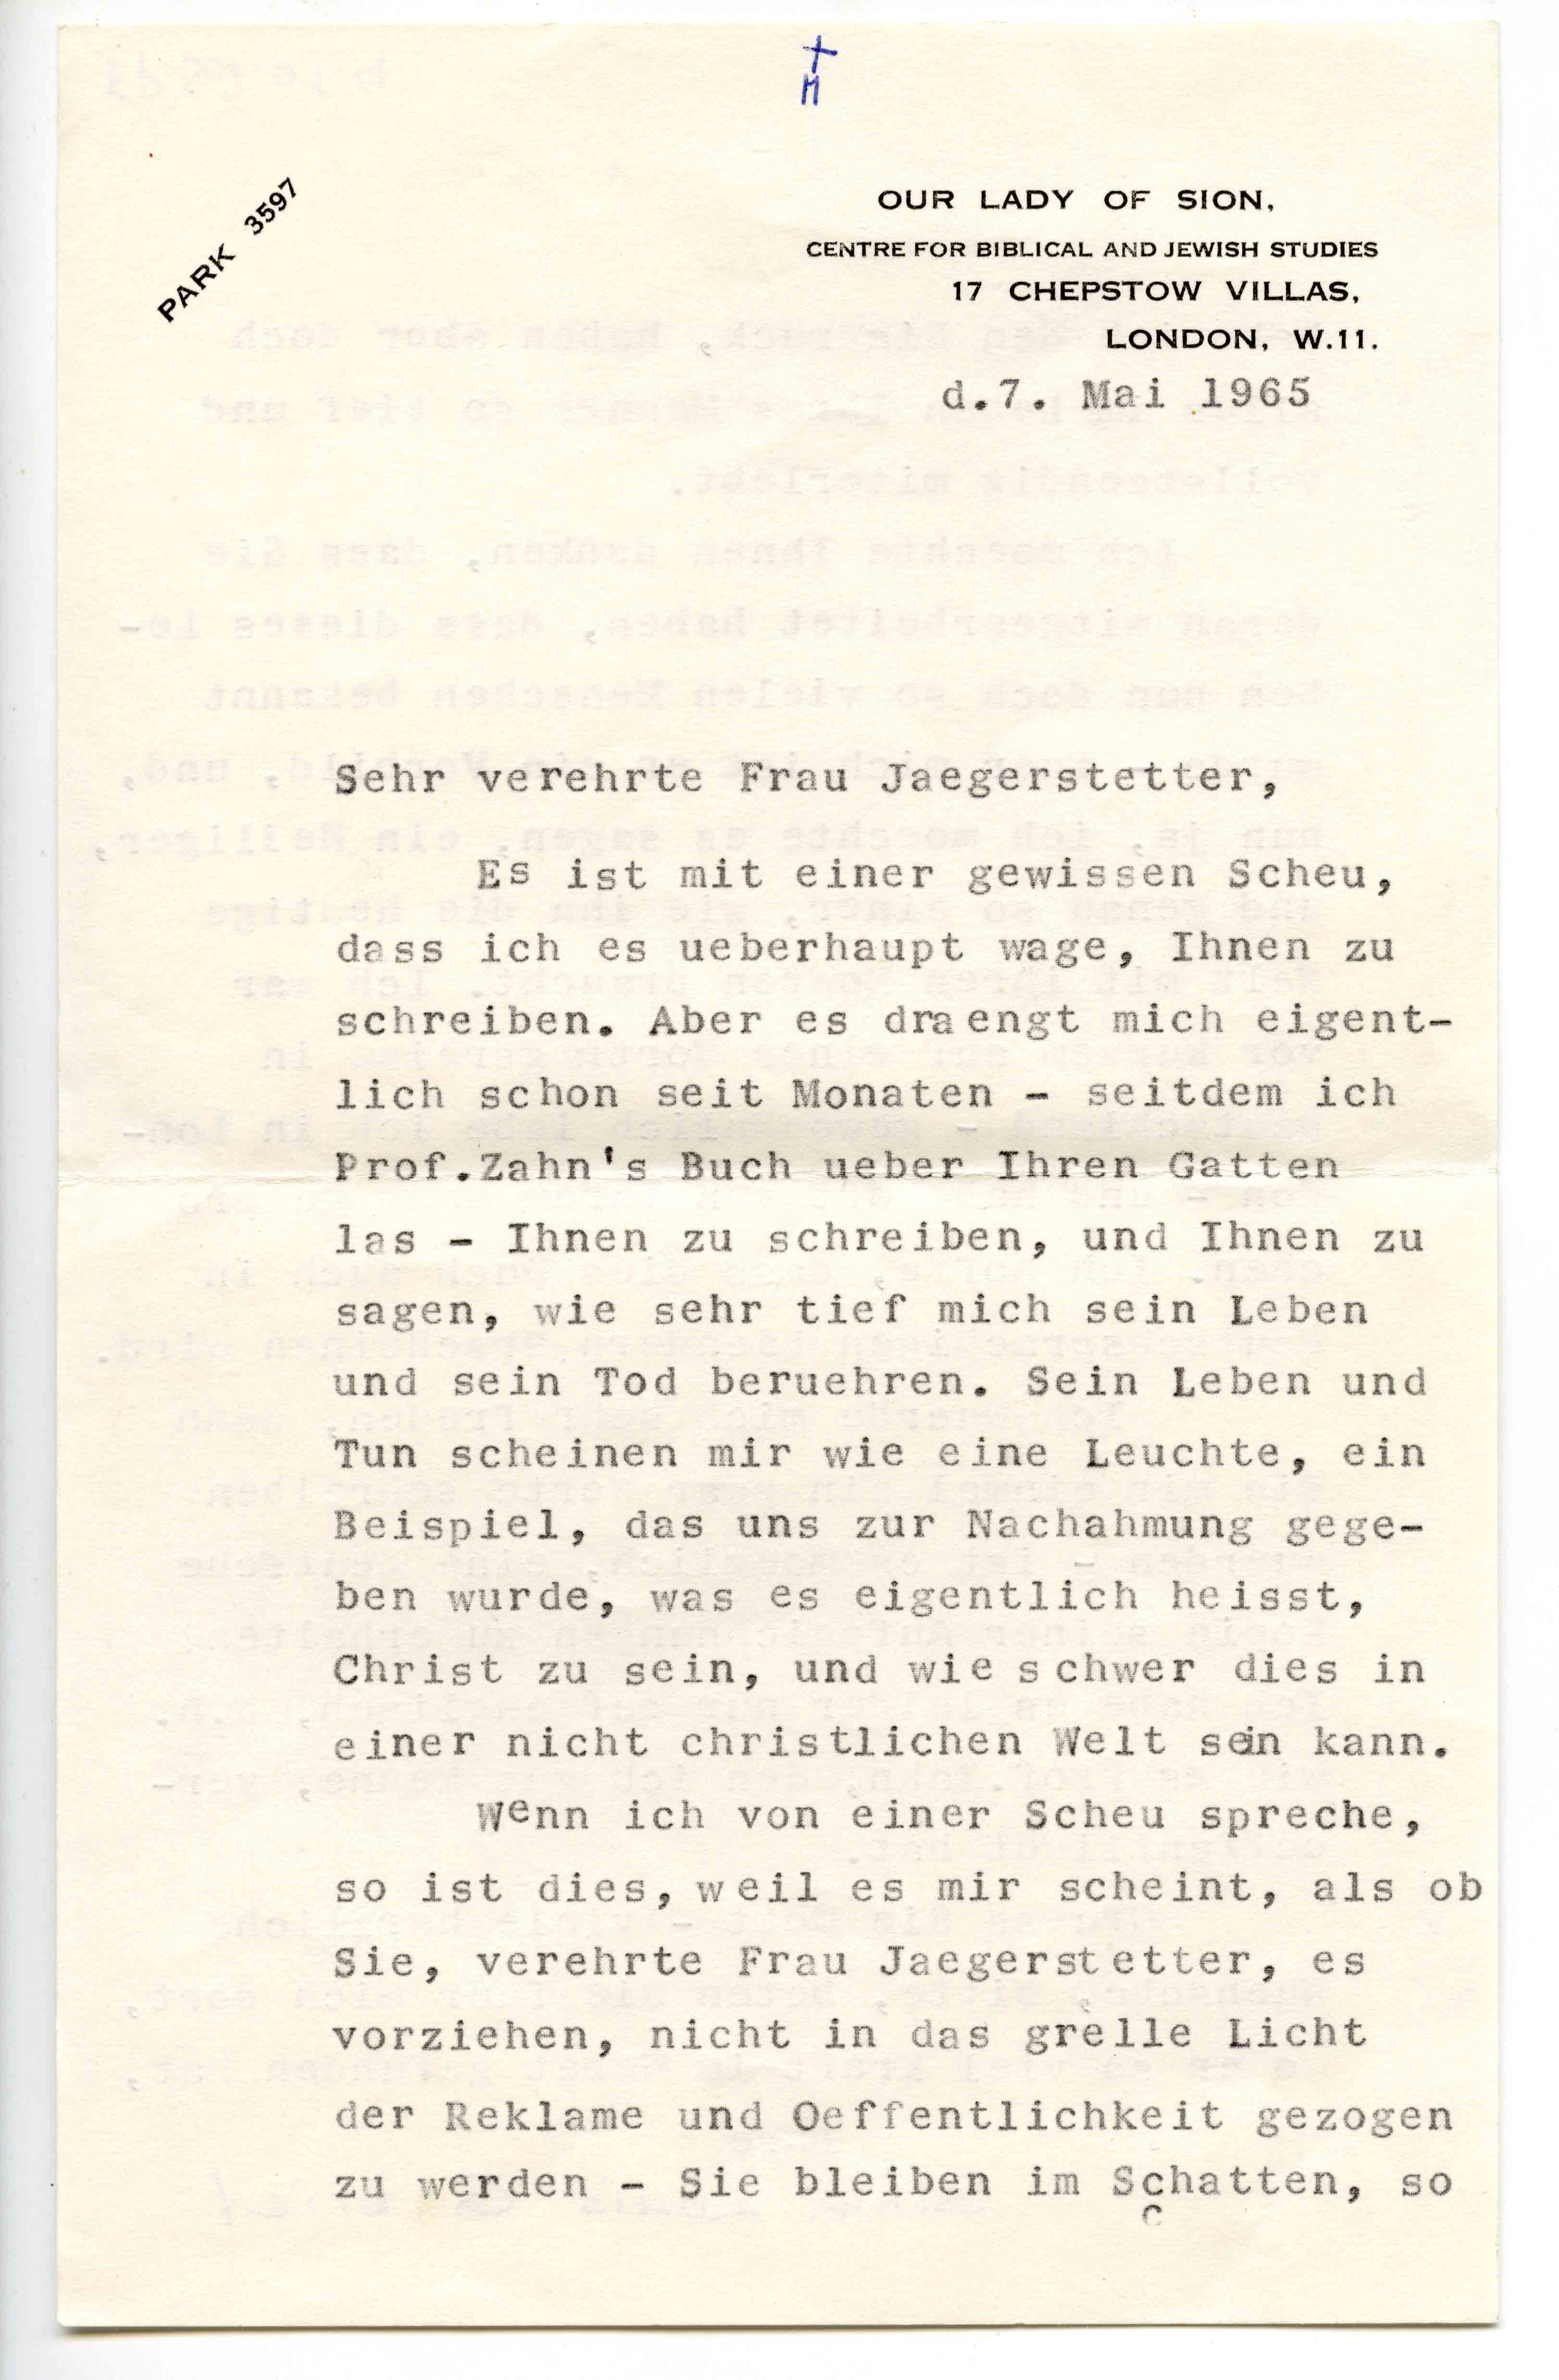 †
M
PARK 3597
OUR LADY OF SION,
CENTRE FOR BIBLICAL AND JEWISH STUDIES
17 CHEPSTOW VILLAS,
LONDON, W.11.
d.7. Mai 1965
Sehr verehrte Frau Jaegerstetter,
Es ist mit einer gewissen Scheu,
dass ich es ueberhaupt wage, Ihnen zu
schreiben. Aber es draengt mich eigent-
lich schon seit Monaten - seitdem ich
Prof.Zahn's Buch ueber Ihren Gatten
las - Ihnen zu schreiben, und Ihnen zu
sagen, wie sehr tief mich sein Leben
und sein Tod beruehren. Sein Leben und
Tun scheinen mir wie eine Leuchte, ein
Beispiel, das uns zur Nachahmung gege-
ben wurde, was es eigentlich heisst,
Christ zu sein, und wie schwer dies in
einer nicht christlichen Welt sein kann.
Wenn ich von einer Scheu spreche,
so ist dies, weil es mir scheint, als ob
Sie, verehrte Frau Jaegerstetter, es
vorziehen, nicht in das grelle Licht
der Reklame und Oeffentlichkeit gezogen
zu werden - Sie bleiben im Schatten, so